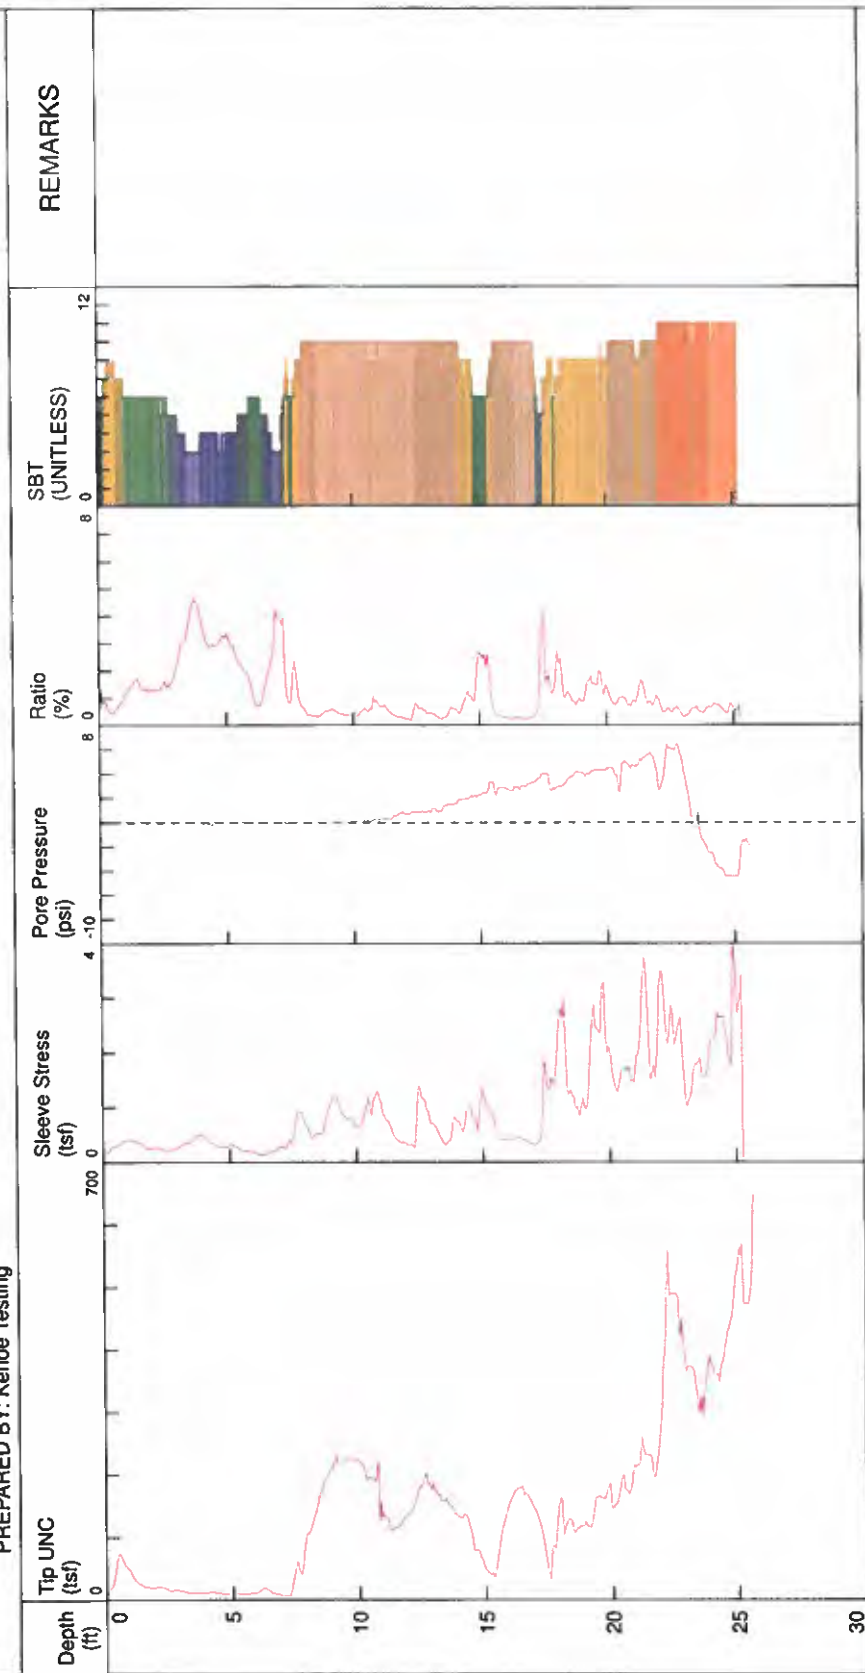 PREPARED BY: Kehoe Testing
Depth
(ft)
Tip UNC
(tsf)
0
700
Sleeve Stress
(tsf)
0
4
Pore Pressure
(psi)
-10
8
Ratio
(%)
0
8
SBT
(UNITLESS)
0
12
REMARKS
0
5
10
15
20
25
30